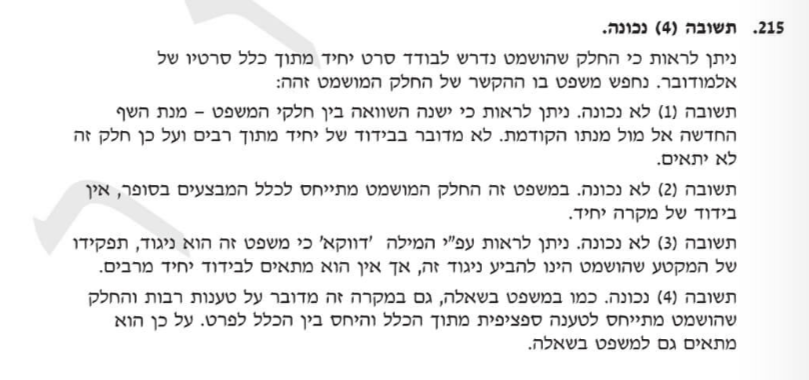 215. תשובה (4) נכונה.
ניתן לראות כי החלק שהושמט נדרש לבודד סרט יחיד מתוך כלל סרטיו של
אלמודובר. נחפש משפט בו ההקשר של החלק המושמט זהה:
תשובה (1) לא נכונה. ניתן לראות כי ישנה השוואה בין חלקי המשפט – מנת השף
החדשה אל מול מנתו הקודמת. לא מדובר בבידוד של יחיד מתוך רבים ועל כן חלק זה
לא יתאים.
תשובה (2) לא נכונה. במשפט זה החלק המושמט מתייחס לכלל המבצעים בסופר, אין
בידוד של מקרה יחיד.
תשובה (3) לא נכונה. ניתן לראות עפ"י המילה 'דווקא' כי משפט זה הוא ניגוד, תפקידו
של המקטע שהושמט הינו להביע ניגוד זה, אך אין הוא מתאים לבידוד יחיד מרבים.
תשובה (4) נכונה. כמו במשפט בשאלה, גם במקרה זה מדובר על טענות רבות והחלק
שהושמט מתייחס לטענה ספציפית מתוך הכלל והיחס בין הכלל לפרט. על כן הוא
מתאים גם למשפט בשאלה.